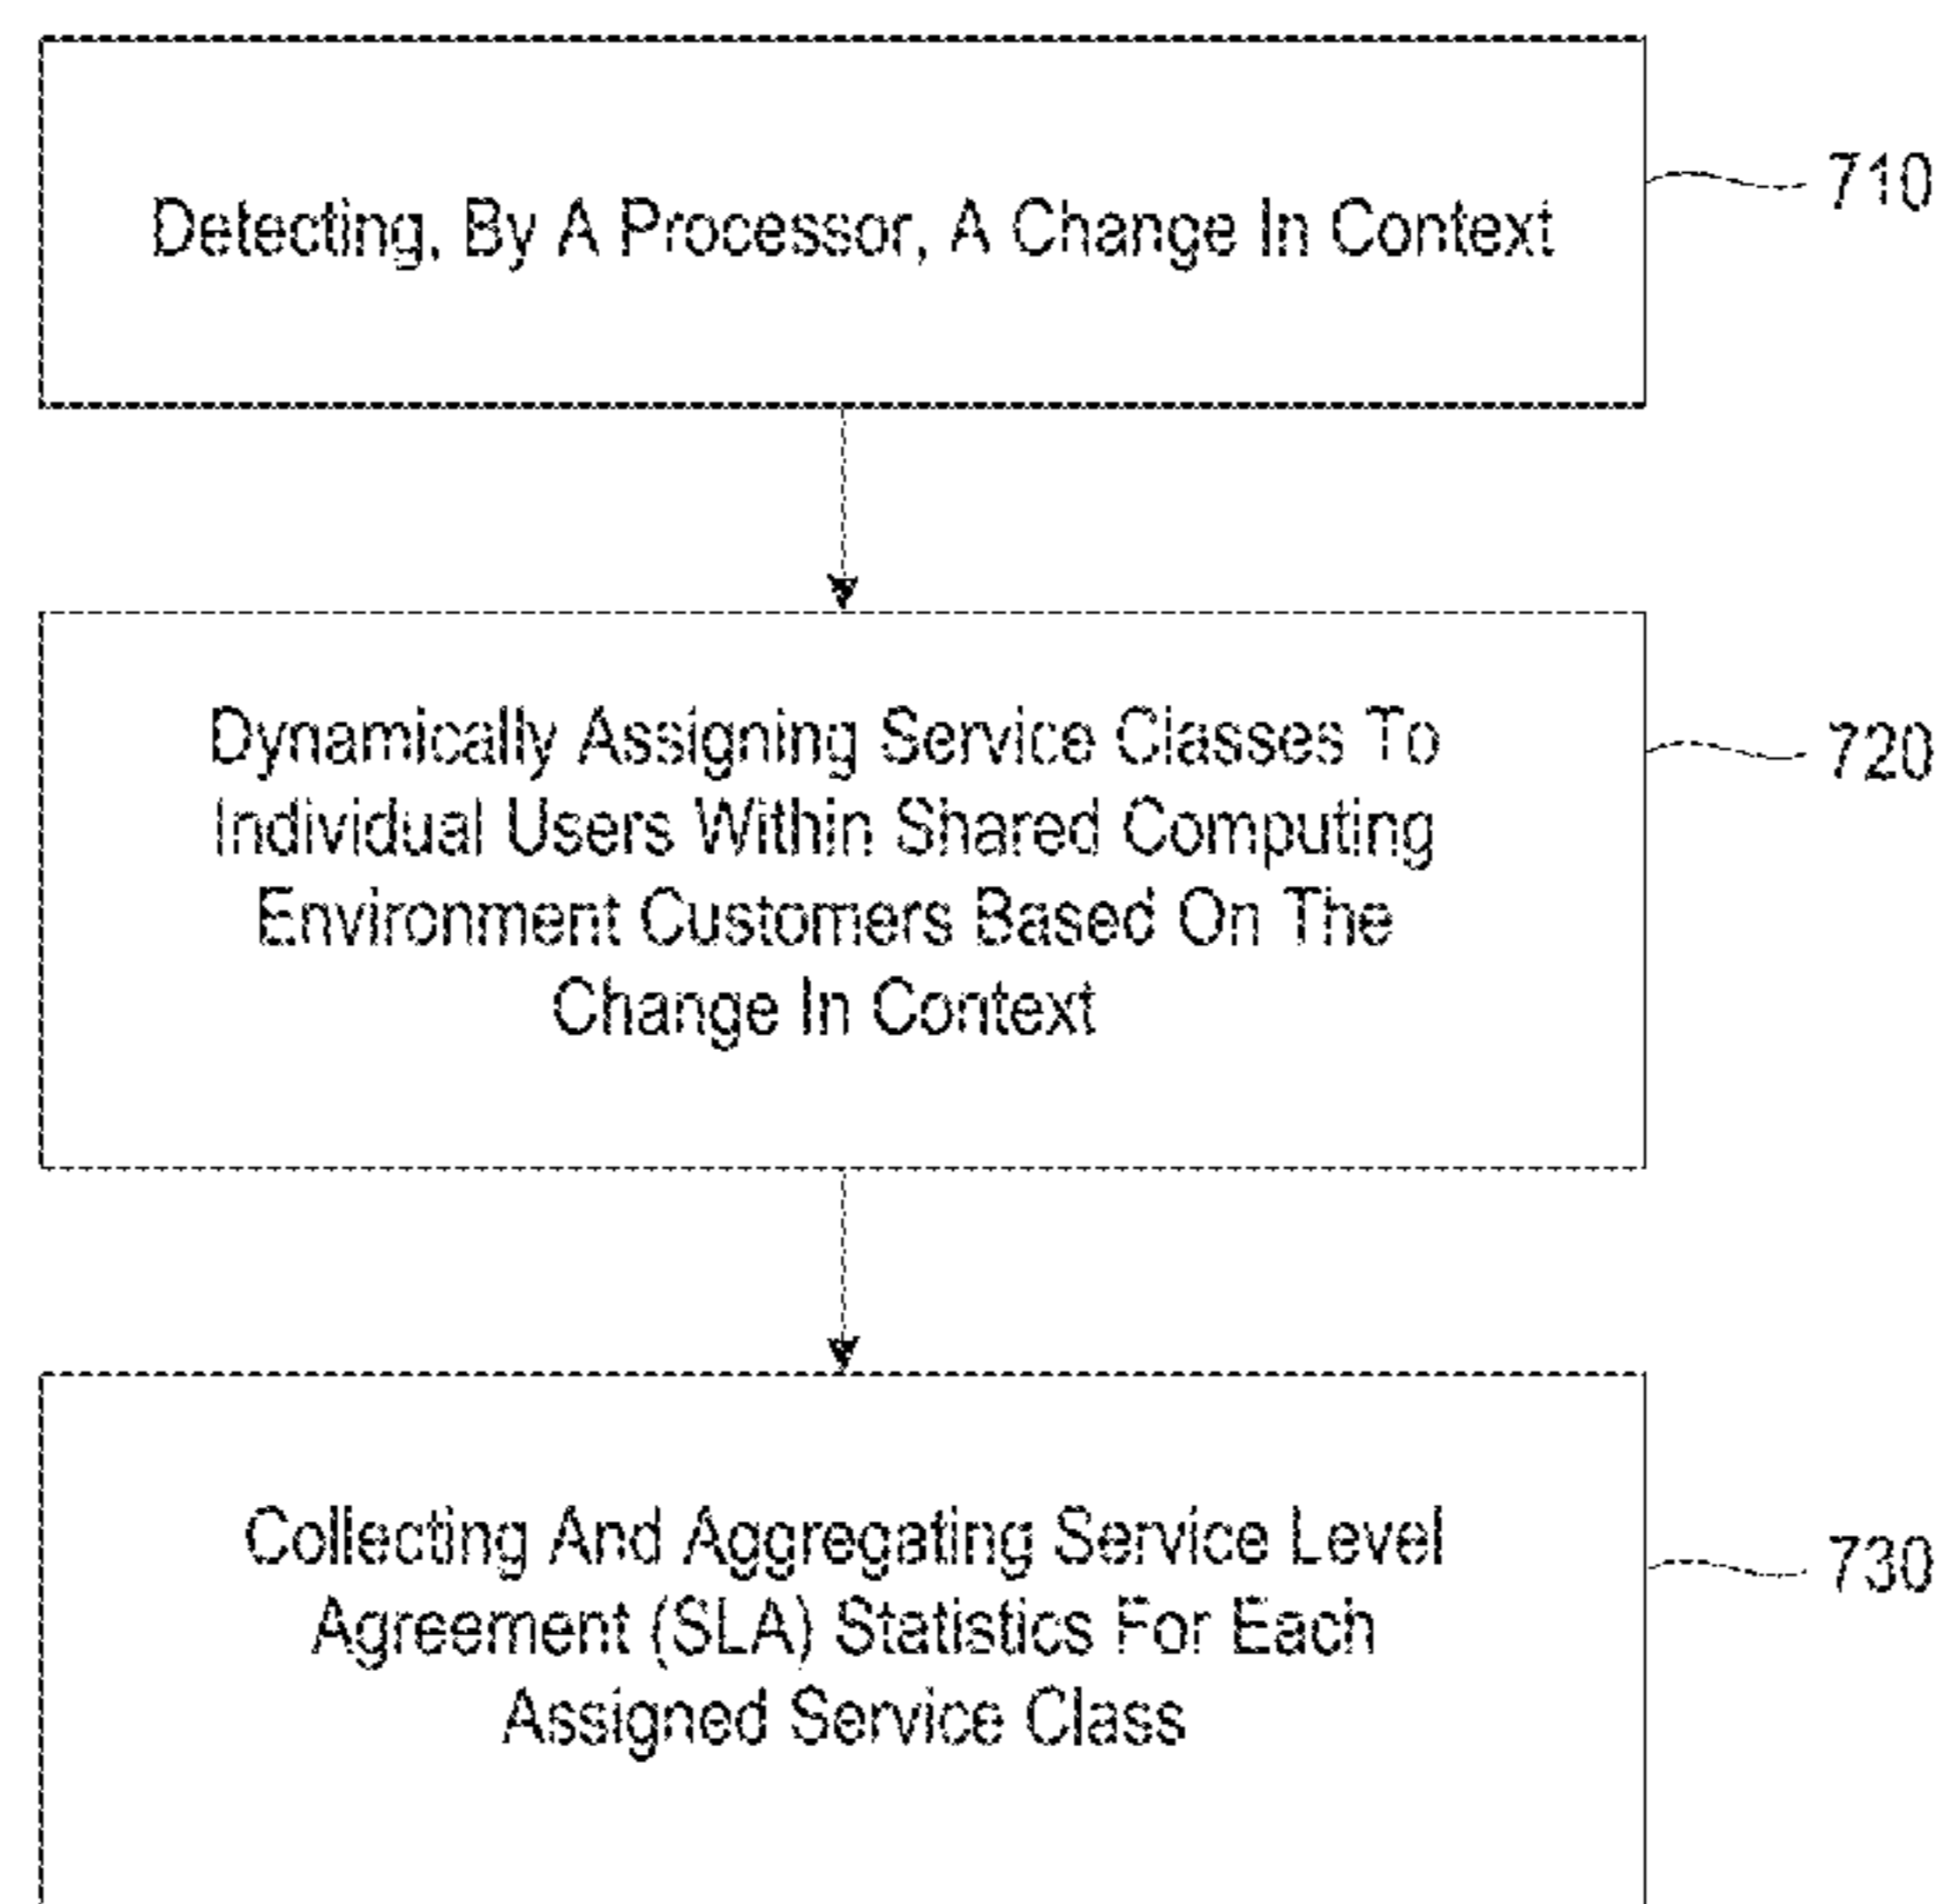 Detecting, By A Processor, A Change In Context
710
Dynamically Assigning Service Classes To
Individual Users Within Shared Computing
Environment Customers Based On The
Change In Context
720
Collecting And Aggregating Service Level
Agreement (SLA) Statistics For Each
Assigned Service Class
730